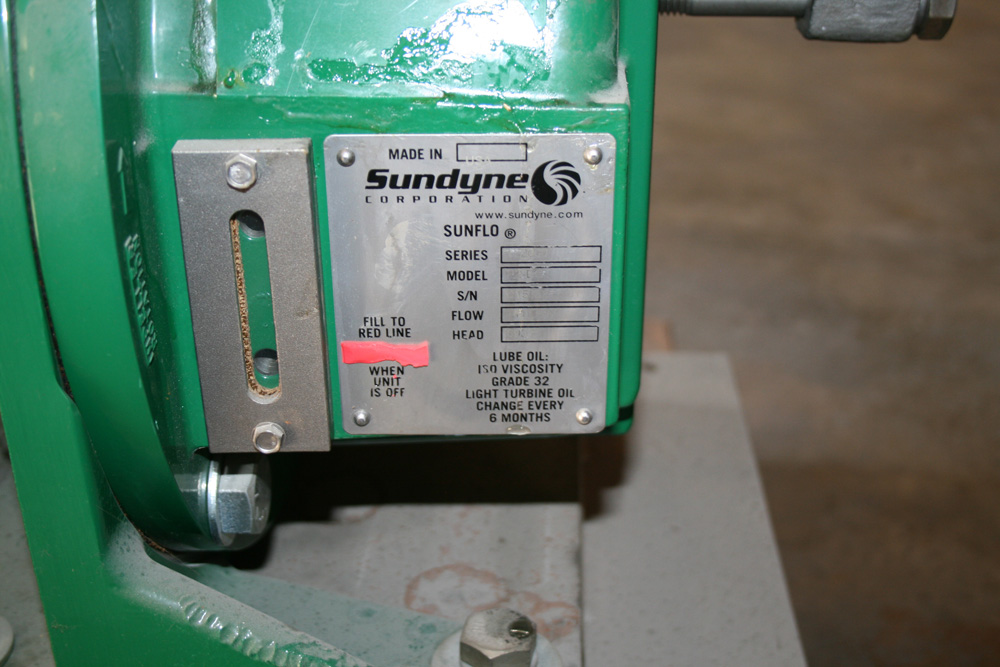 MADE IN
Sundyne
CORPORATION
www.sundyne.com
SUNFLO ®
SERIES
MODEL
S/N
FLOW
HEAD
FILL TO
RED LINE
WHEN
UNIT
IS OFF
LUBE OIL:
ISO VISCOSITY
GRADE 32
LIGHT TURBINE OIL
CHANGE EVERY
6 MONTHS